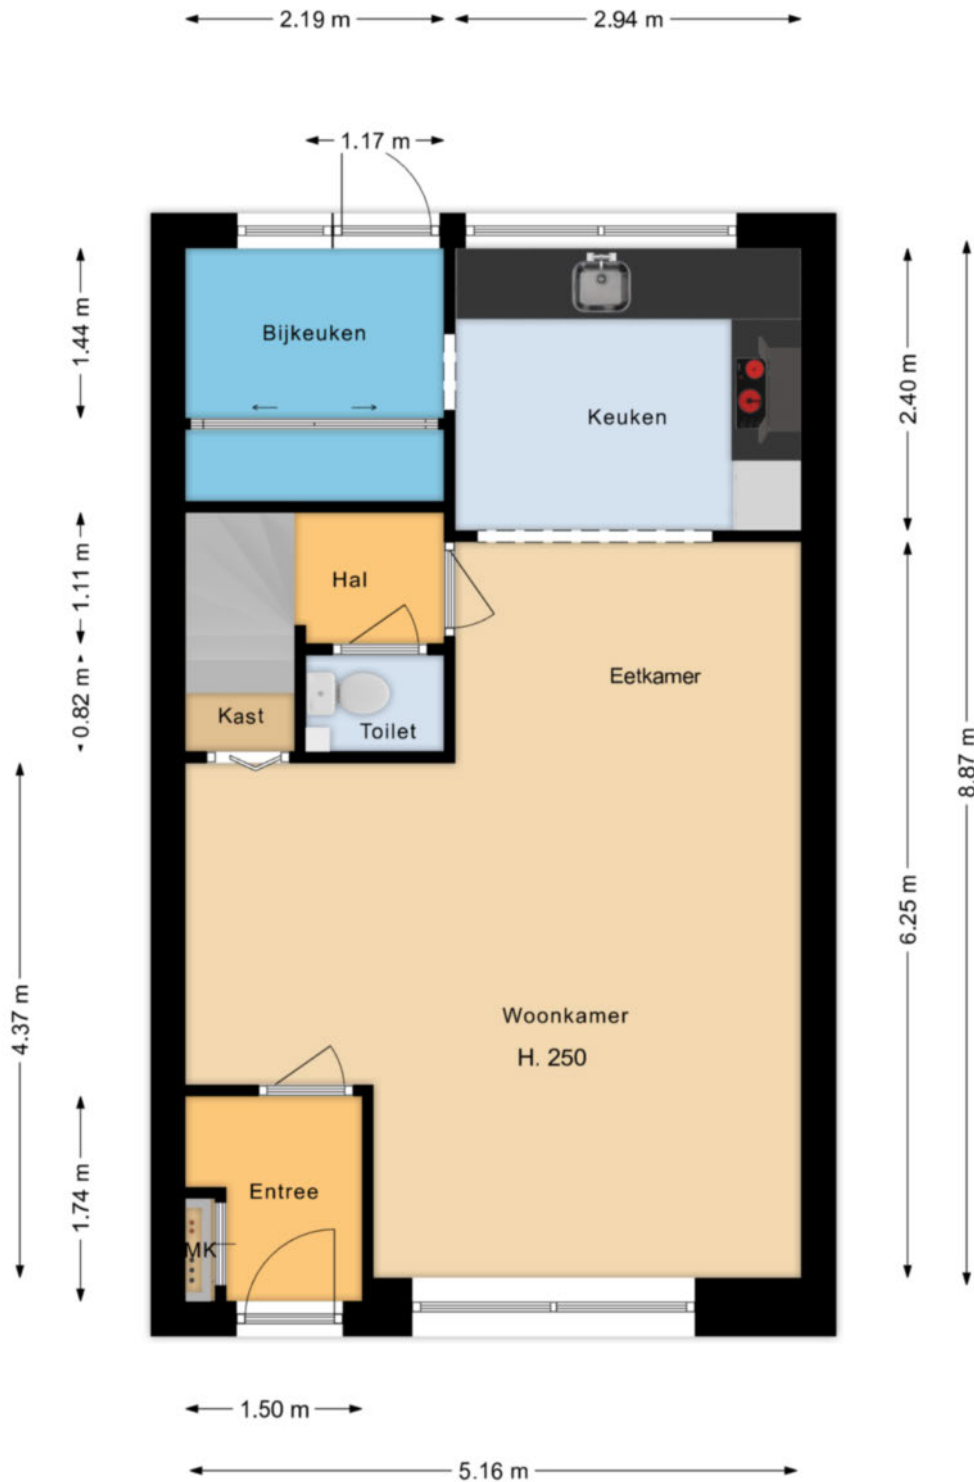 2.19 m
2.94 m
1.17 m
Bijkeuken
1.44 m
Keuken
2.40 m
Hal
1.11 m
Eetkamer
0.82 m
Kast
Toilet
8.87 m
6.25 m
4.37 m
Woonkamer
H. 250
1.74 m
Entree
MK
1.50 m
5.16 m